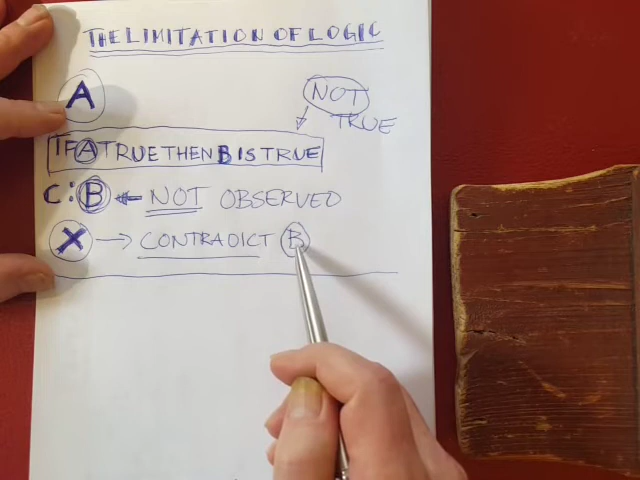 THE LIMITATION OF LOGIC
A
NOT
TRUE
IF A TRUE THEN B IS TRUE
C: B ← NOT OBSERVED
X → CONTRADICT B